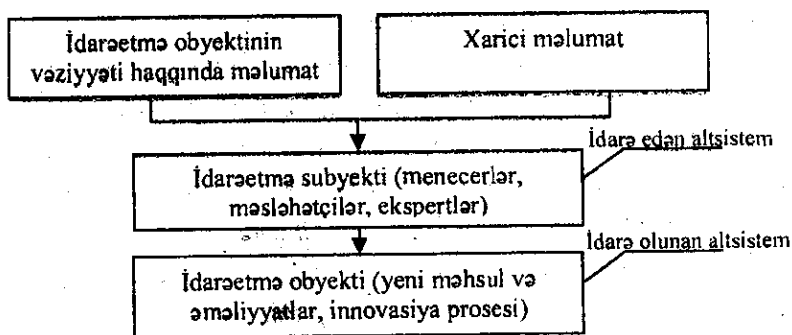 İdarəetmə obyektinin
vəziyyəti haqqında məlumat
Xarici məlumat
İdarə edən altsistem
İdarəetmə subyekti (menecerlər,
məsləhətçilər, ekspertlər)
İdarə olunan altsistem
İdarəetmə obyekti (yeni məhsul və
əməliyyatlar, innovasiya prosesi)